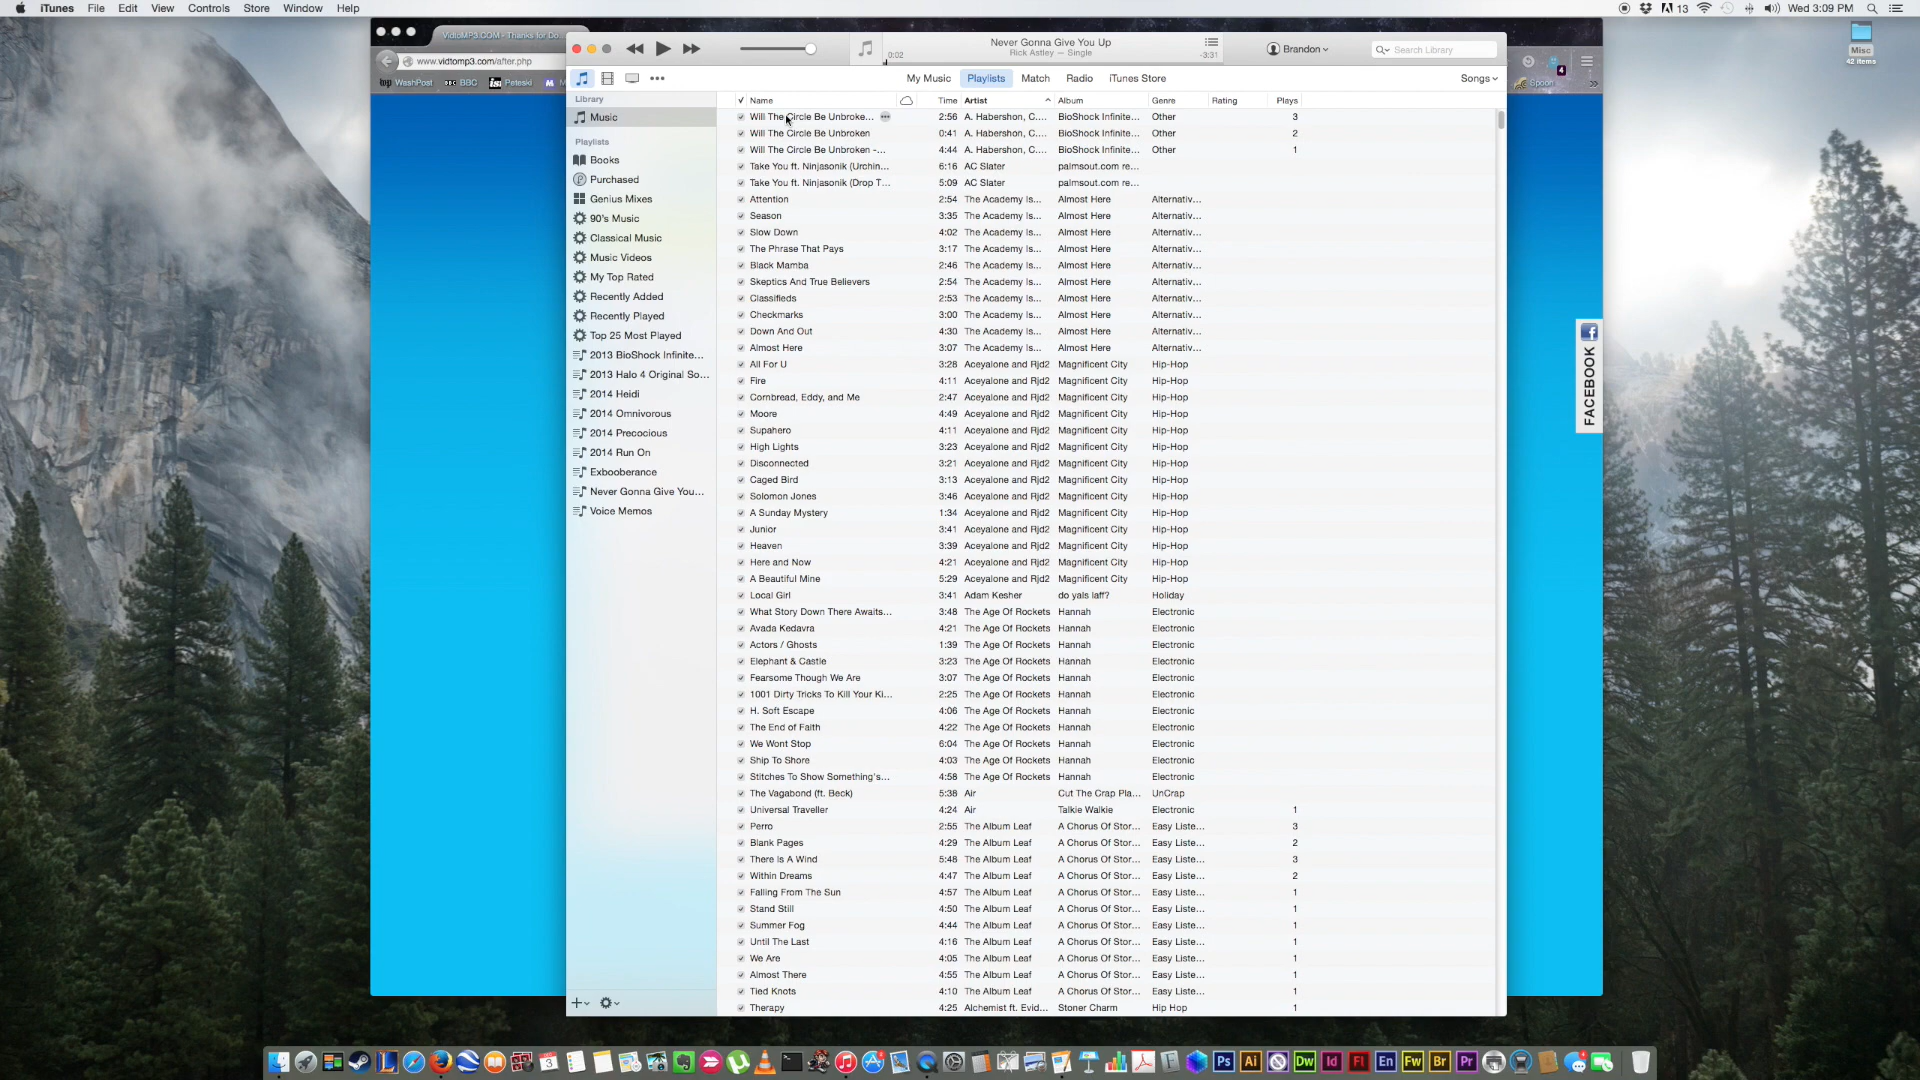 iTunes File Edit View Controls Store Window Help
13 Wed 3:09 PM
VidtoMP3.COM - Thanks for Do...
www.vidtomp3.com/after.php
WashPost BBC Peteski
Misc
42 items
4
Spoon
FACEBOOK
Never Gonna Give You Up
Rick Astley — Single
0:02 -3:31
Brandon
Search Library
My Music Playlists Match Radio iTunes Store
Songs
Library
Music
Playlists
Books
Purchased
Genius Mixes
90's Music
Classical Music
Music Videos
My Top Rated
Recently Added
Recently Played
Top 25 Most Played
2013 BioShock Infinite...
2013 Halo 4 Original So...
2014 Heidi
2014 Omnivorous
2014 Precocious
2014 Run On
Exbooberance
Never Gonna Give You...
Voice Memos
Name Time Artist Album Genre Rating Plays
Will The Circle Be Unbroke... 2:56 A. Habershon, C.... BioShock Infinite... Other 3
Will The Circle Be Unbroken 0:41 A. Habershon, C.... BioShock Infinite... Other 2
Will The Circle Be Unbroken -... 4:44 A. Habershon, C.... BioShock Infinite... Other 1
Take You ft. Ninjasonik (Urchin... 6:16 AC Slater palmsout.com re...
Take You ft. Ninjasonik (Drop T... 5:09 AC Slater palmsout.com re...
Attention 2:54 The Academy Is... Almost Here Alternativ...
Season 3:35 The Academy Is... Almost Here Alternativ...
Slow Down 4:02 The Academy Is... Almost Here Alternativ...
The Phrase That Pays 3:17 The Academy Is... Almost Here Alternativ...
Black Mamba 2:46 The Academy Is... Almost Here Alternativ...
Skeptics And True Believers 2:54 The Academy Is... Almost Here Alternativ...
Classifieds 2:53 The Academy Is... Almost Here Alternativ...
Checkmarks 3:00 The Academy Is... Almost Here Alternativ...
Down And Out 4:30 The Academy Is... Almost Here Alternativ...
Almost Here 3:07 The Academy Is... Almost Here Alternativ...
All For U 3:28 Aceyalone and Rjd2 Magnificent City Hip-Hop
Fire 4:11 Aceyalone and Rjd2 Magnificent City Hip-Hop
Cornbread, Eddy, and Me 2:47 Aceyalone and Rjd2 Magnificent City Hip-Hop
Moore 4:49 Aceyalone and Rjd2 Magnificent City Hip-Hop
Supahero 4:11 Aceyalone and Rjd2 Magnificent City Hip-Hop
High Lights 3:23 Aceyalone and Rjd2 Magnificent City Hip-Hop
Disconnected 3:21 Aceyalone and Rjd2 Magnificent City Hip-Hop
Caged Bird 3:13 Aceyalone and Rjd2 Magnificent City Hip-Hop
Solomon Jones 3:46 Aceyalone and Rjd2 Magnificent City Hip-Hop
A Sunday Mystery 1:34 Aceyalone and Rjd2 Magnificent City Hip-Hop
Junior 3:41 Aceyalone and Rjd2 Magnificent City Hip-Hop
Heaven 3:39 Aceyalone and Rjd2 Magnificent City Hip-Hop
Here and Now 4:21 Aceyalone and Rjd2 Magnificent City Hip-Hop
A Beautiful Mine 5:29 Aceyalone and Rjd2 Magnificent City Hip-Hop
Local Girl 3:41 Adam Kesher do yals laff? Holiday
What Story Down There Awaits... 3:48 The Age Of Rockets Hannah Electronic
Avada Kedavra 4:21 The Age Of Rockets Hannah Electronic
Actors / Ghosts 1:39 The Age Of Rockets Hannah Electronic
Elephant & Castle 3:23 The Age Of Rockets Hannah Electronic
Fearsome Though We Are 3:07 The Age Of Rockets Hannah Electronic
1001 Dirty Tricks To Kill Your Ki... 2:25 The Age Of Rockets Hannah Electronic
H. Soft Escape 4:06 The Age Of Rockets Hannah Electronic
The End of Faith 4:22 The Age Of Rockets Hannah Electronic
We Wont Stop 6:04 The Age Of Rockets Hannah Electronic
Ship To Shore 4:03 The Age Of Rockets Hannah Electronic
Stitches To Show Something's... 4:58 The Age Of Rockets Hannah Electronic
The Vagabond (ft. Beck) 5:38 Air Cut The Crap Pla... UnCrap
Universal Traveller 4:24 Air Talkie Walkie Electronic 1
Perro 2:55 The Album Leaf A Chorus Of Stor... Easy Liste... 3
Blank Pages 4:29 The Album Leaf A Chorus Of Stor... Easy Liste... 2
There Is A Wind 5:48 The Album Leaf A Chorus Of Stor... Easy Liste... 3
Within Dreams 4:47 The Album Leaf A Chorus Of Stor... Easy Liste... 2
Falling From The Sun 4:57 The Album Leaf A Chorus Of Stor... Easy Liste... 1
Stand Still 4:50 The Album Leaf A Chorus Of Stor... Easy Liste... 1
Summer Fog 4:44 The Album Leaf A Chorus Of Stor... Easy Liste... 1
Until The Last 4:16 The Album Leaf A Chorus Of Stor... Easy Liste... 1
We Are 4:05 The Album Leaf A Chorus Of Stor... Easy Liste... 1
Almost There 4:55 The Album Leaf A Chorus Of Stor... Easy Liste... 1
Tied Knots 4:10 The Album Leaf A Chorus Of Stor... Easy Liste... 1
Therapy 4:25 Alchemist ft. Evid... Stoner Charm Hip Hop 1
3 Ps Ai Dw Id Fl En Fw Br Pr